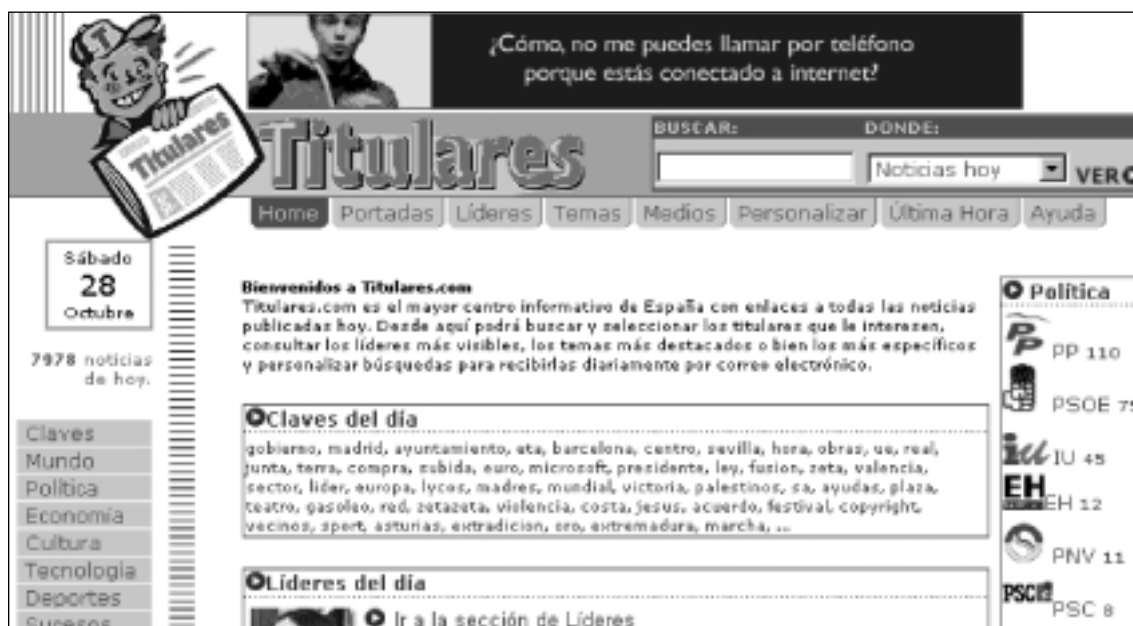 ¿Cómo, no me puedes llamar por teléfono
porque estás conectado a internet?
T
Titulares
Titulares
BUSCAR:
DONDE:
Noticias hoy
VER
Home Portadas Líderes Temas Medios Personalizar Última Hora Ayuda
Sábado
28
Octubre
7978 noticias
de hoy.
Claves
Mundo
Política
Economía
Cultura
Tecnología
Deportes
Sucesos
Bienvenidos a Titulares.com
Titulares.com es el mayor centro informativo de España con enlaces a todas las noticias
publicadas hoy. Desde aquí podrá buscar y seleccionar los titulares que le interesen,
consultar los líderes más visibles, los temas más destacados o bien los más específicos
y personalizar búsquedas para recibirlas diariamente por correo electrónico.
Claves del día
gobierno, madrid, ayuntamiento, eta, barcelona, centro, sevilla, hora, obras, ue, real,
junta, terra, compra, subida, euro, microsoft, presidente, ley, fusion, zeta, valencia,
sector, lider, europa, lycos, madres, mundial, victoria, palestinos, sa, ayudas, plaza,
teatro, gasoleo, red, zetazeta, violencia, costa, jesus, acuerdo, festival, copyright,
vecinos, sport, asturias, extradicion, oro, extremadura, marcha, ...
Líderes del día
Ir a la sección de Líderes
Política
PP PP 110
PSOE 75
iu IU 45
EH EH 12
PNV 11
PSC PSC 8